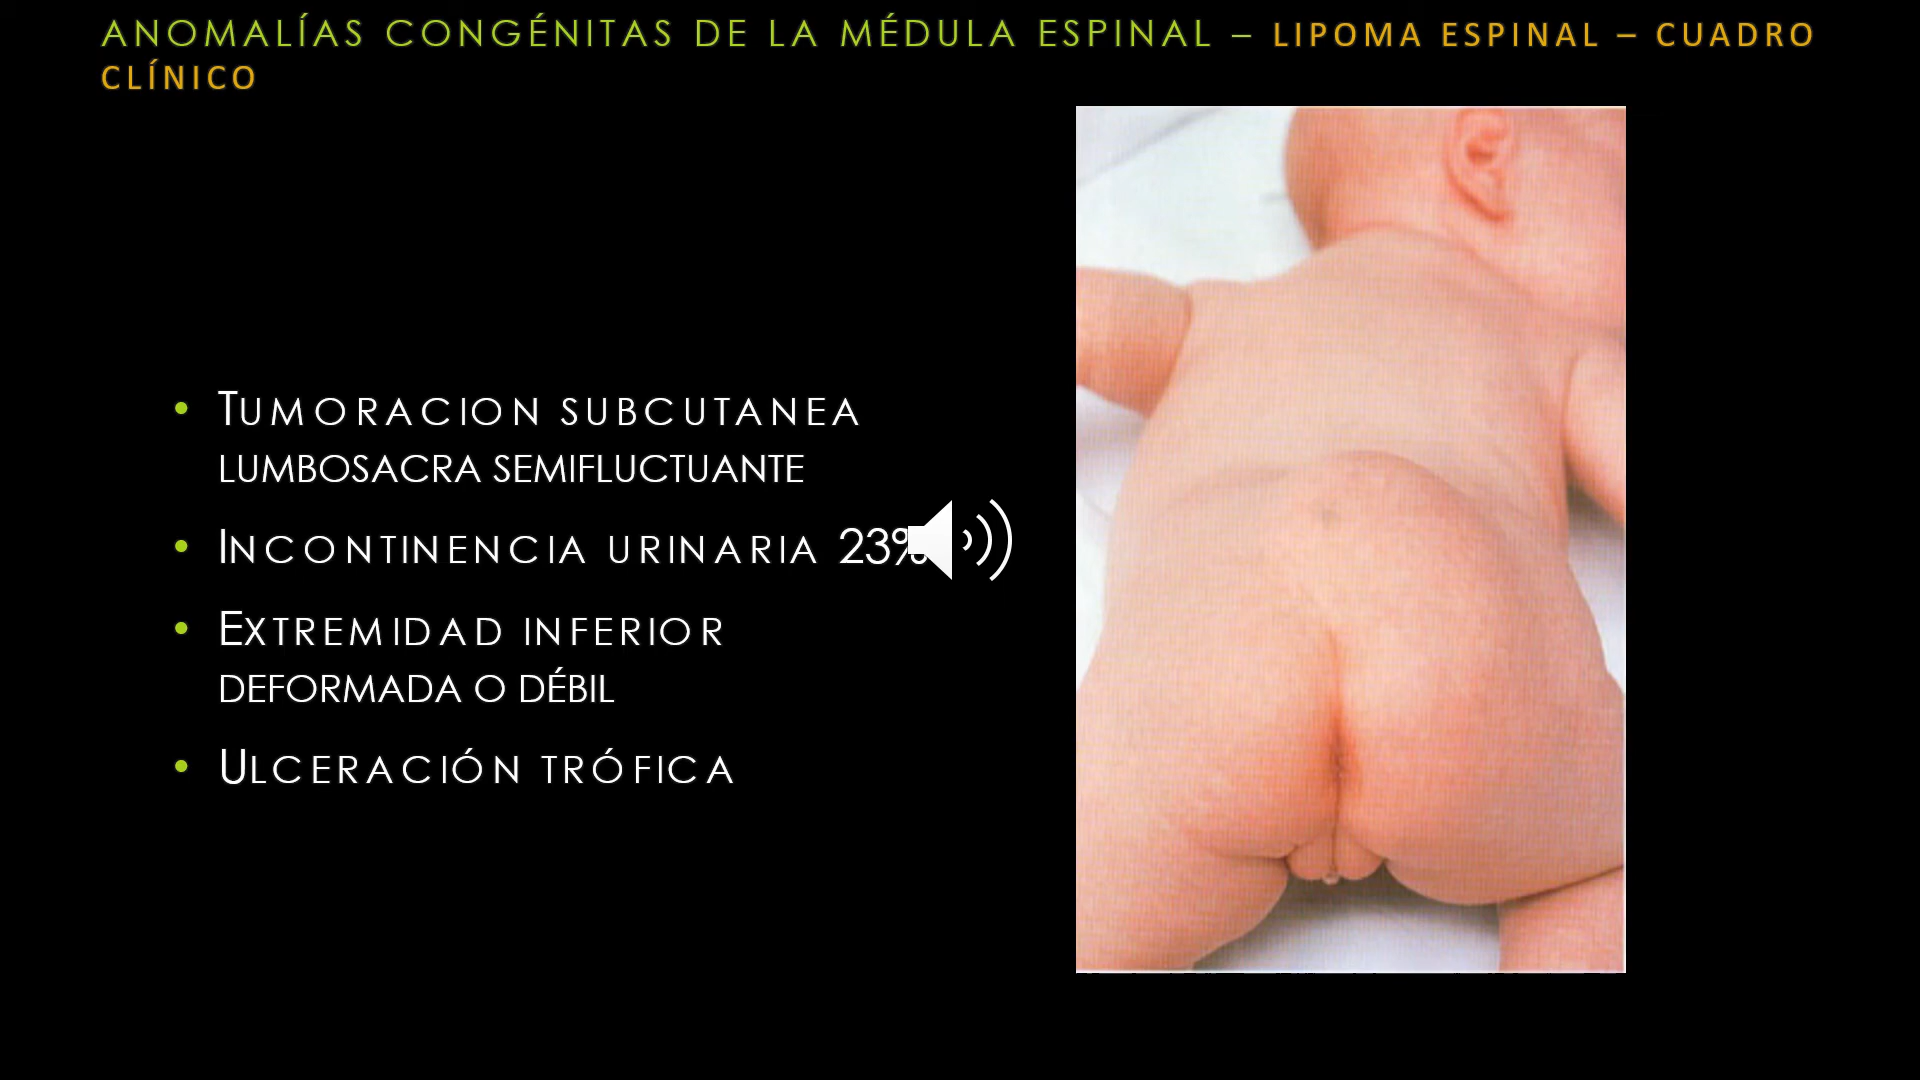 ANOMALÍAS CONGÉNITAS DE LA MÉDULA ESPINAL – LIPOMA ESPINAL – CUADRO
CLÍNICO
• TUMORACION SUBCUTANEA
LUMBOSACRA SEMIFLUCTUANTE
• INCONTINENCIA URINARIA 23%
• EXTREMIDAD INFERIOR
DEFORMADA O DÉBIL
• ULCERACIÓN TRÓFICA